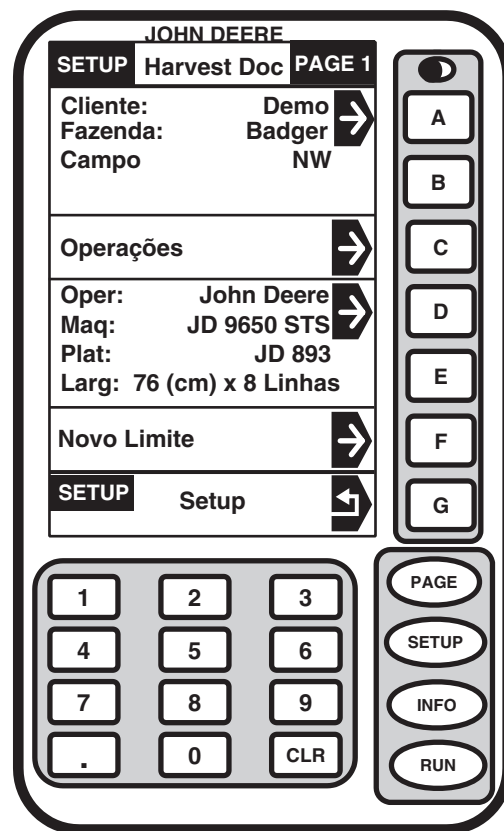 JOHN DEERE
SETUP Harvest Doc PAGE 1
Cliente: Demo
Fazenda: Badger
Campo NW
Operações
Oper: John Deere
Maq: JD 9650 STS
Plat: JD 893
Larg: 76 (cm) x 8 Linhas
Novo Limite
SETUP Setup
A
B
C
D
E
F
G
1 2 3
4 5 6
7 8 9
. 0 CLR
PAGE
SETUP
INFO
RUN